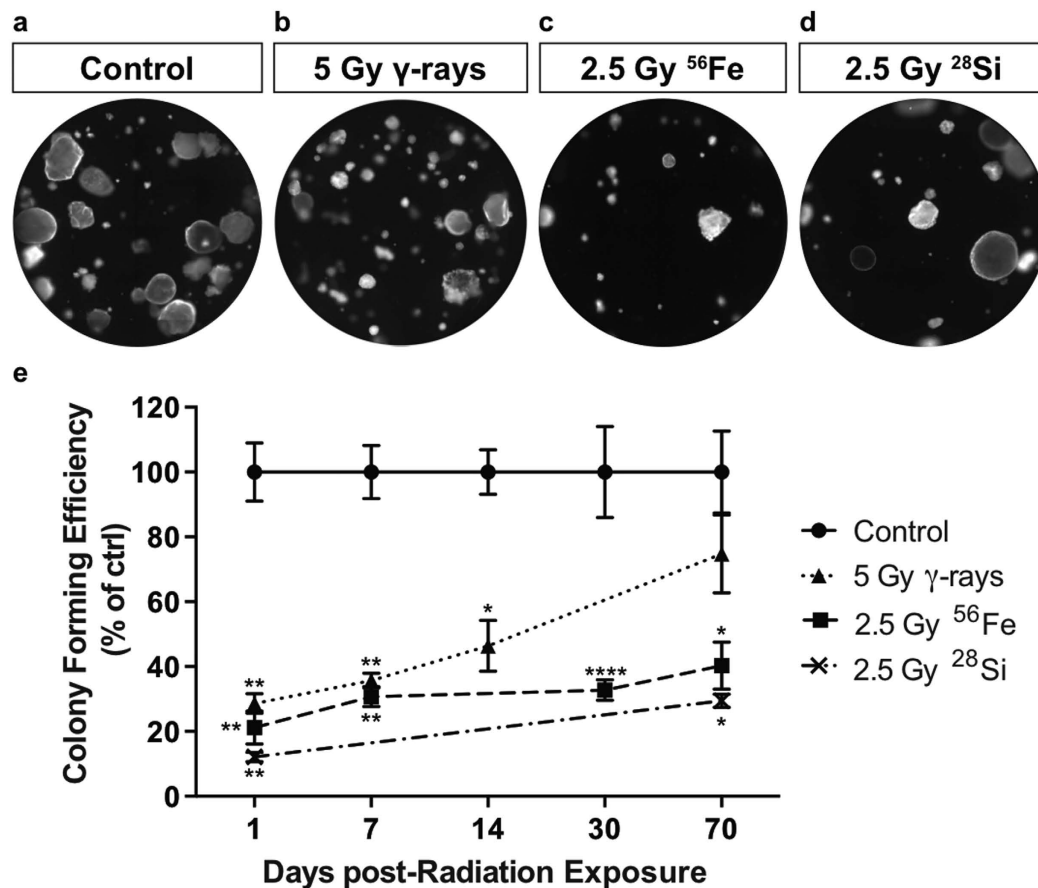 a b c d
Control 5 Gy γ-rays 2.5 Gy ⁵⁶Fe 2.5 Gy ²⁸Si
e
Colony Forming Efficiency
(% of ctrl)
120
100
80
60
40
20
0
** ** * **** *
** ** *
**
1 7 14 30 70
Days post-Radiation Exposure
Control
5 Gy γ-rays
2.5 Gy ⁵⁶Fe
2.5 Gy ²⁸Si